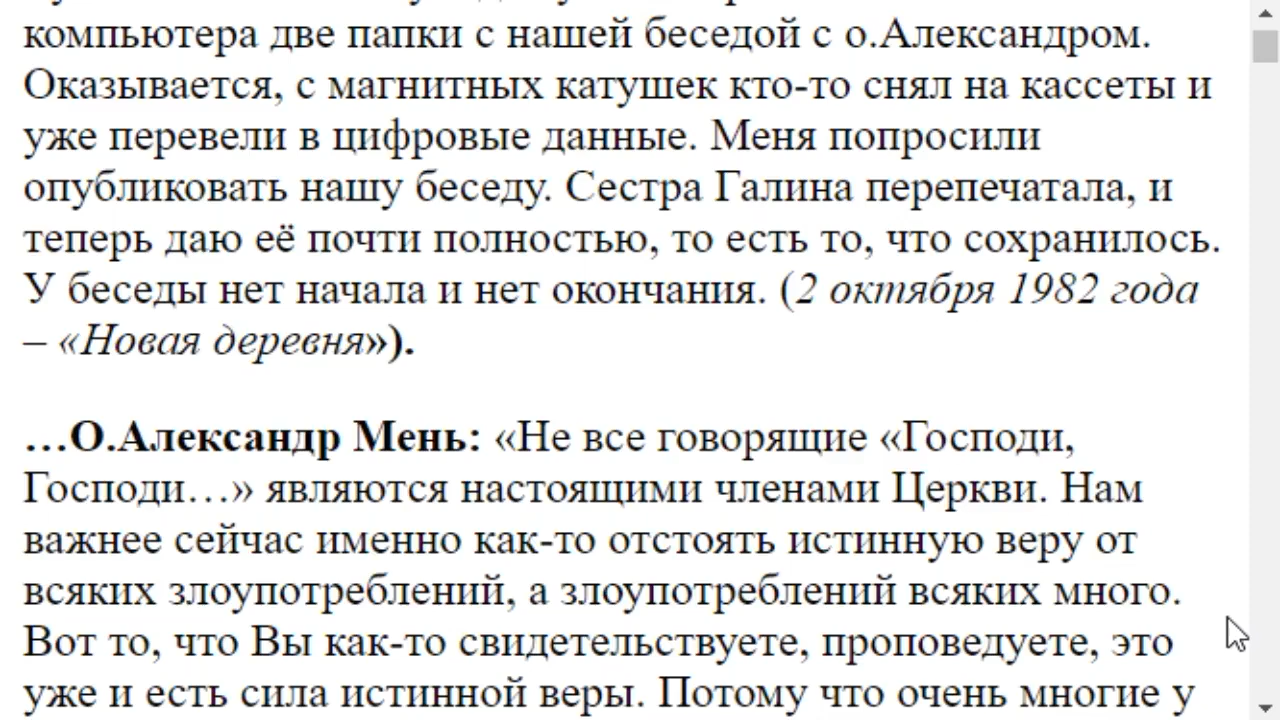 компьютера две папки с нашей беседой с о.Александром.
Оказывается, с магнитных катушек кто-то снял на кассеты и
уже перевели в цифровые данные. Меня попросили
опубликовать нашу беседу. Сестра Галина перепечатала, и
теперь даю её почти полностью, то есть то, что сохранилось.
У беседы нет начала и нет окончания. (2 октября 1982 года
– «Новая деревня»).
…О.Александр Мень: «Не все говорящие «Господи,
Господи…» являются настоящими членами Церкви. Нам
важнее сейчас именно как-то отстоять истинную веру от
всяких злоупотреблений, а злоупотреблений всяких много.
Вот то, что Вы как-то свидетельствуете, проповедуете, это
уже и есть сила истинной веры. Потому что очень многие у